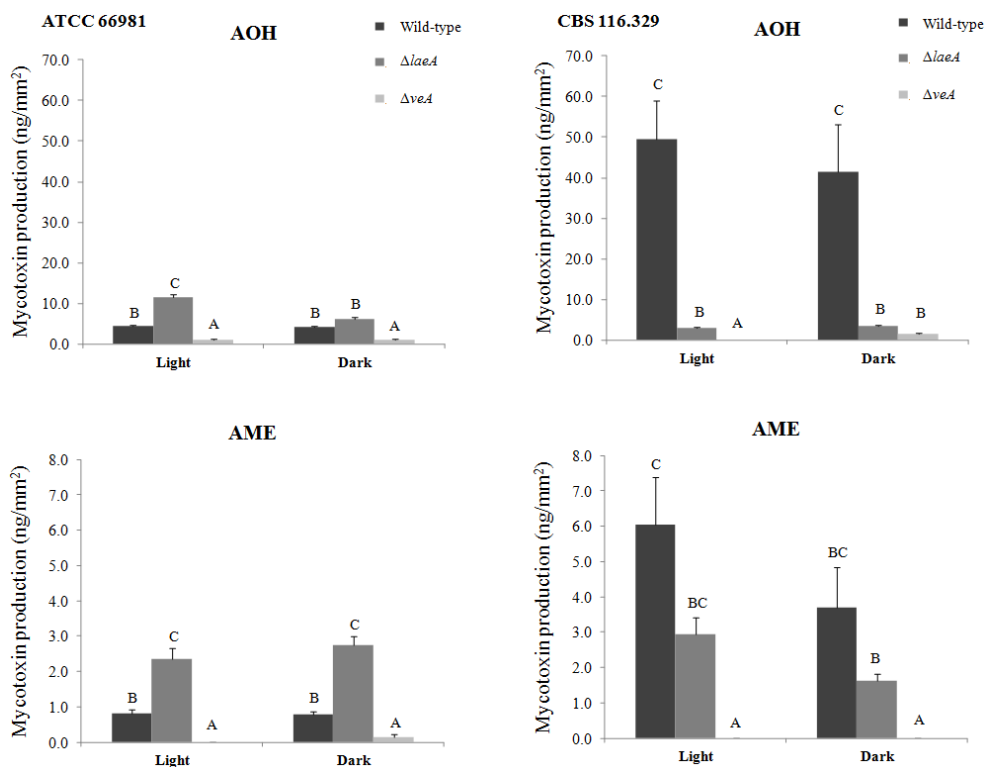 ATCC 66981
AOH
Wild-type
ΔlaeA
ΔveA
Mycotoxin production (ng/mm²)
70.0
60.0
50.0
40.0
30.0
20.0
10.0
0.0
B
C
A
B
B
A
Light
Dark
CBS 116.329
AOH
Wild-type
ΔlaeA
ΔveA
Mycotoxin production (ng/mm²)
70.0
60.0
50.0
40.0
30.0
20.0
10.0
0.0
C
B
A
C
B
B
Light
Dark
AME
Mycotoxin production (ng/mm²)
8.0
7.0
6.0
5.0
4.0
3.0
2.0
1.0
0.0
B
C
A
B
C
A
Light
Dark
AME
Mycotoxin production (ng/mm²)
8.0
7.0
6.0
5.0
4.0
3.0
2.0
1.0
0.0
C
BC
A
BC
B
A
Light
Dark